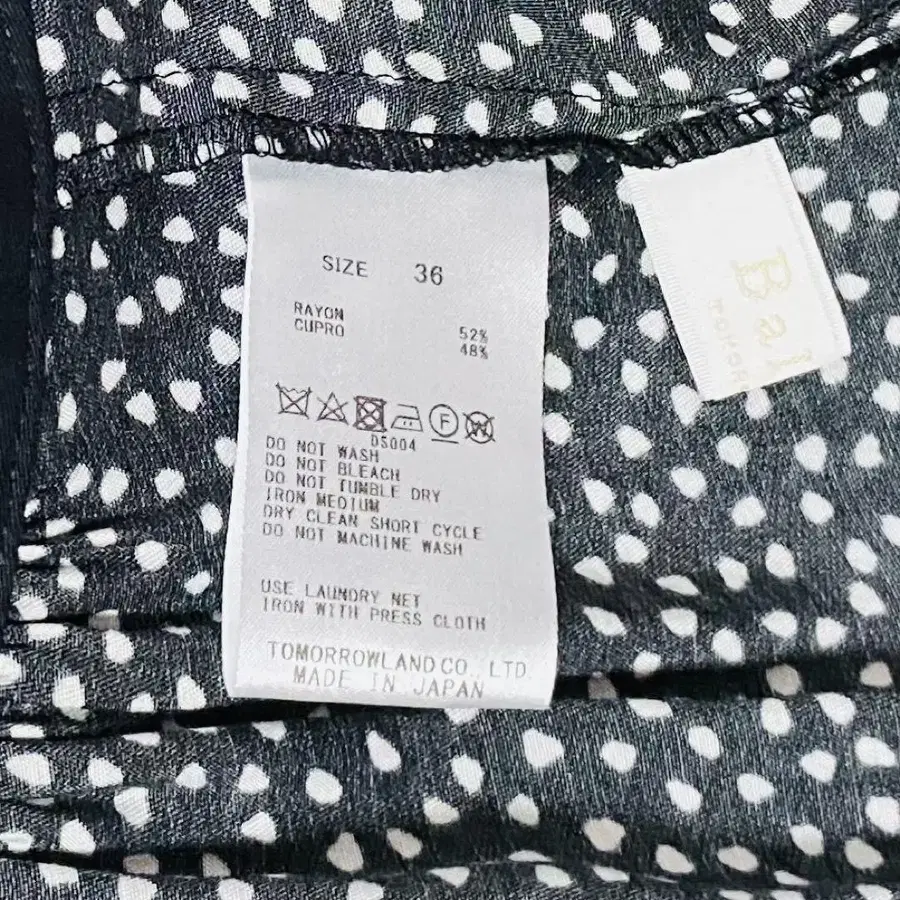 SIZE 36
RAYON 52%
CUPRO 48%
F W
DS004
DO NOT WASH
DO NOT BLEACH
DO NOT TUMBLE DRY
IRON MEDIUM
DRY CLEAN SHORT CYCLE
DO NOT MACHINE WASH
USE LAUNDRY NET
IRON WITH PRESS CLOTH
TOMORROWLAND CO., LTD.
MADE IN JAPAN